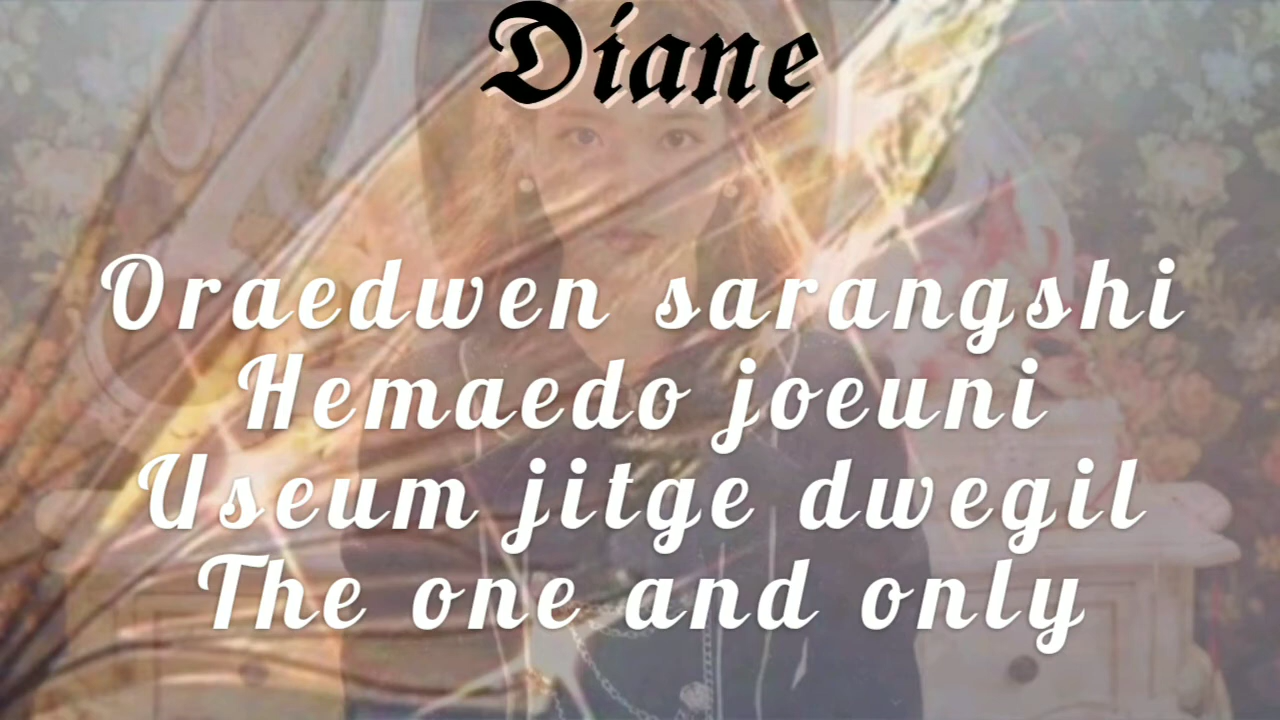 Diane
Oraedwen sarangshi
Hemaedo joeuni
Useum jitge dwegil
The one and only